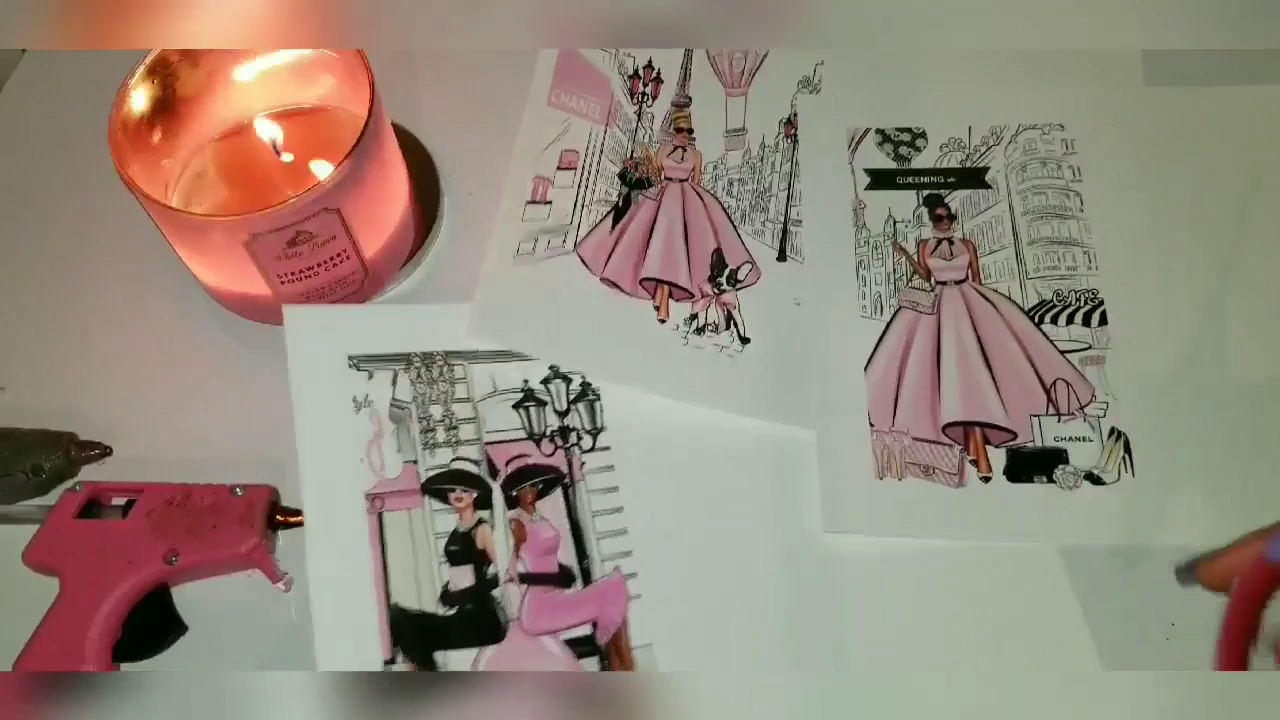 CHANEL
QUEENING
CAFE
CHANEL
White Barn
STRAWBERRY
POUND CAKE